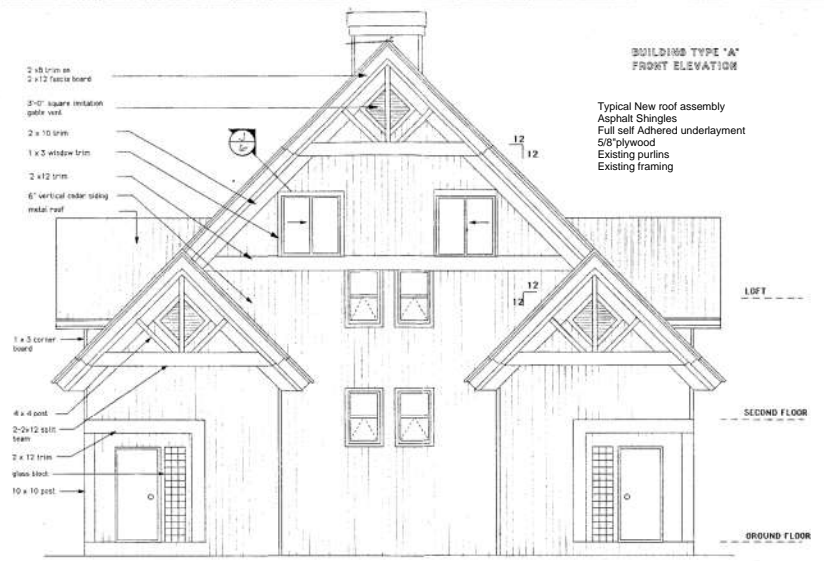 BUILDING TYPE "A"
FRONT ELEVATION
Typical New roof assembly
Asphalt Shingles
Full self Adhered underlayment
5/8"plywood
Existing purlins
Existing framing
2 x8 trim on
2 x12 fascia board
3'-0" square imitation
gable vent
2 x 10 trim
1 x 3 window trim
2 x12 trim
6" vertical cedar siding
metal roof
1 x 3 corner
board
4 x 4 post
2-2x12 split
beam
2 x 12 trim
glass block
10 x 10 post
12
12
12
12
LOFT
SECOND FLOOR
GROUND FLOOR